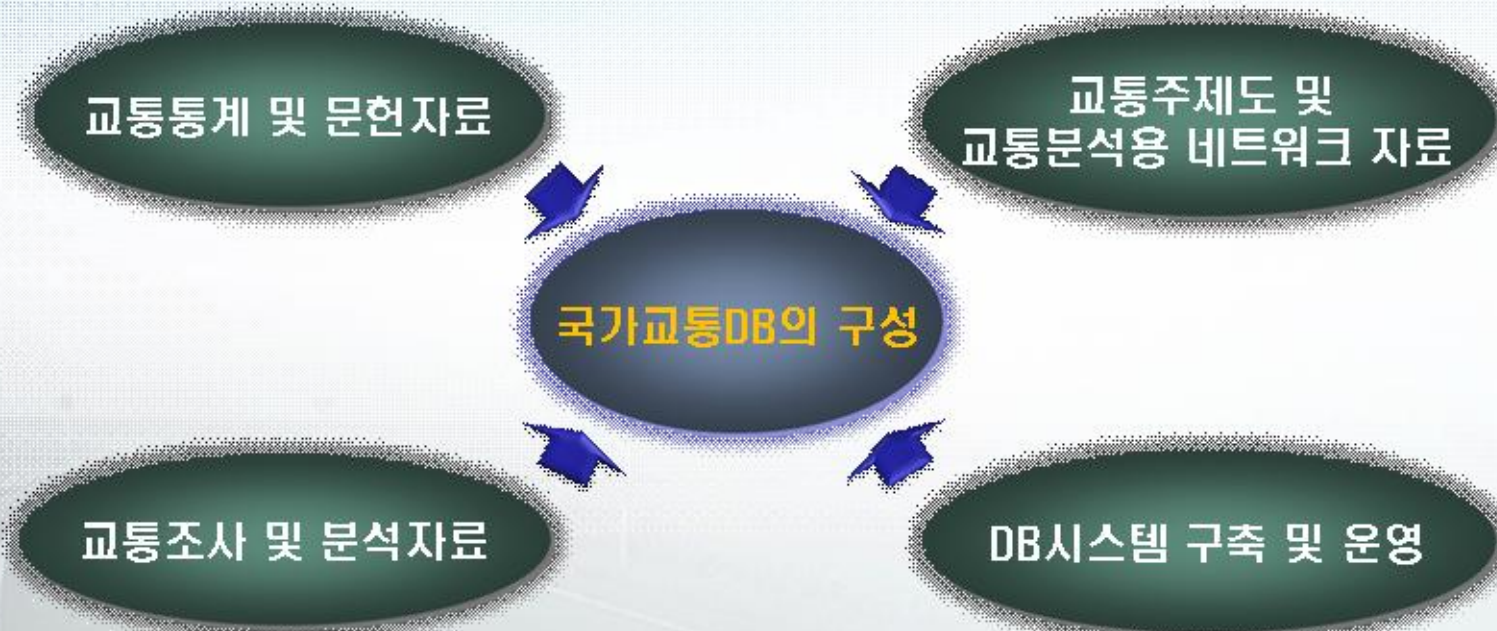 교통통계 및 문헌자료
교통주제도 및
교통분석용 네트워크 자료
국가교통DB의 구성
교통조사 및 분석자료
DB시스템 구축 및 운영